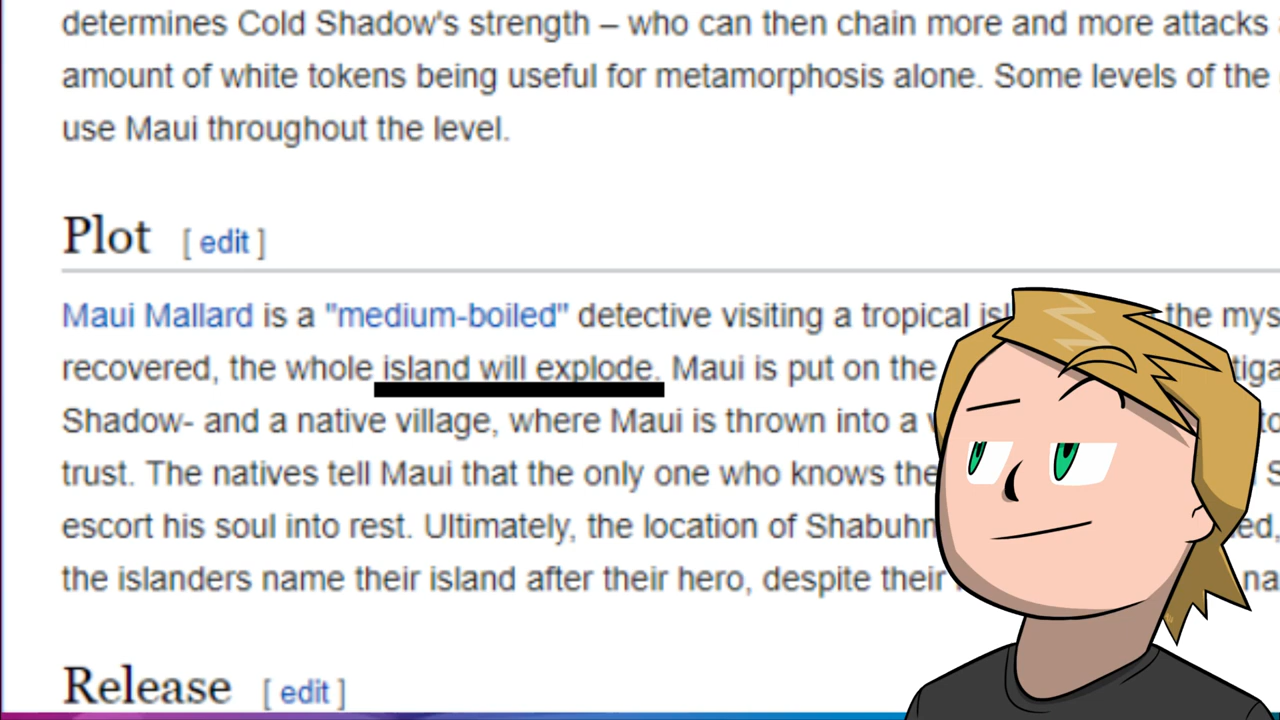 determines Cold Shadow's strength – who can then chain more and more attacks
amount of white tokens being useful for metamorphosis alone. Some levels of the
use Maui throughout the level.
Plot [ edit ]
Maui Mallard is a "medium-boiled" detective visiting a tropical the
recovered, the whole island will explode. Maui is put on the
Shadow- and a native village, where Maui is thrown into a
trust. The natives tell Maui that the only one who knows the
escort his soul into rest. Ultimately, the location of
the islanders name their island after their hero, despite their
Release [ edit ]